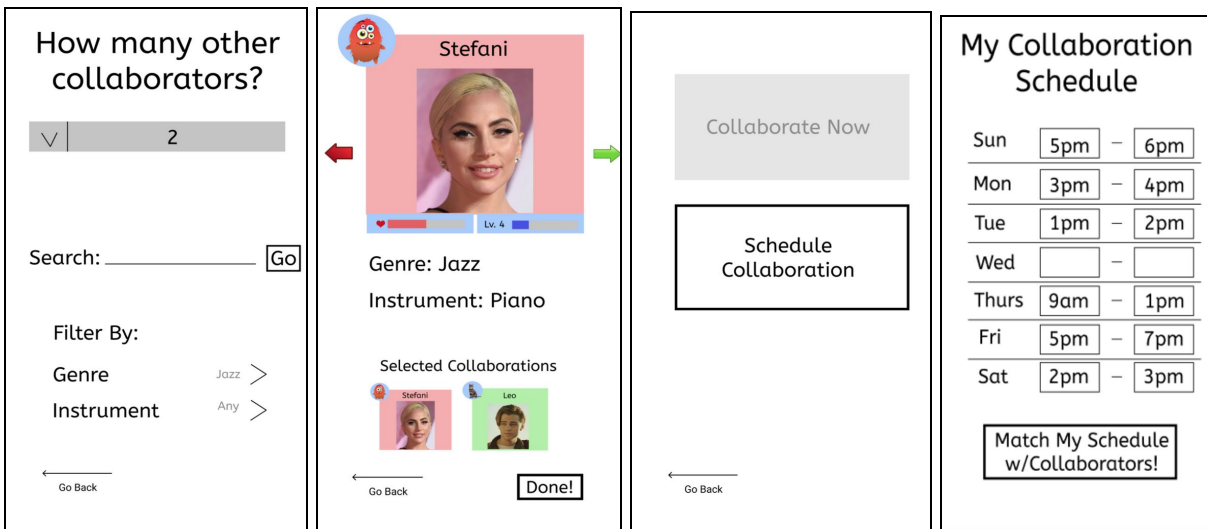 How many other
collaborators?
2
Search:
Go
Filter By:
Genre
Jazz
Instrument
Any
Go Back
Stefani
Lv. 4
Genre: Jazz
Instrument: Piano
Selected Collaborations
Stefani
Leo
Go Back
Done!
Collaborate Now
Schedule
Collaboration
Go Back
My Collaboration
Schedule
Sun 5pm – 6pm
Mon 3pm – 4pm
Tue 1pm – 2pm
Wed –
Thurs 9am – 1pm
Fri 5pm – 7pm
Sat 2pm – 3pm
Match My Schedule
w/Collaborators!